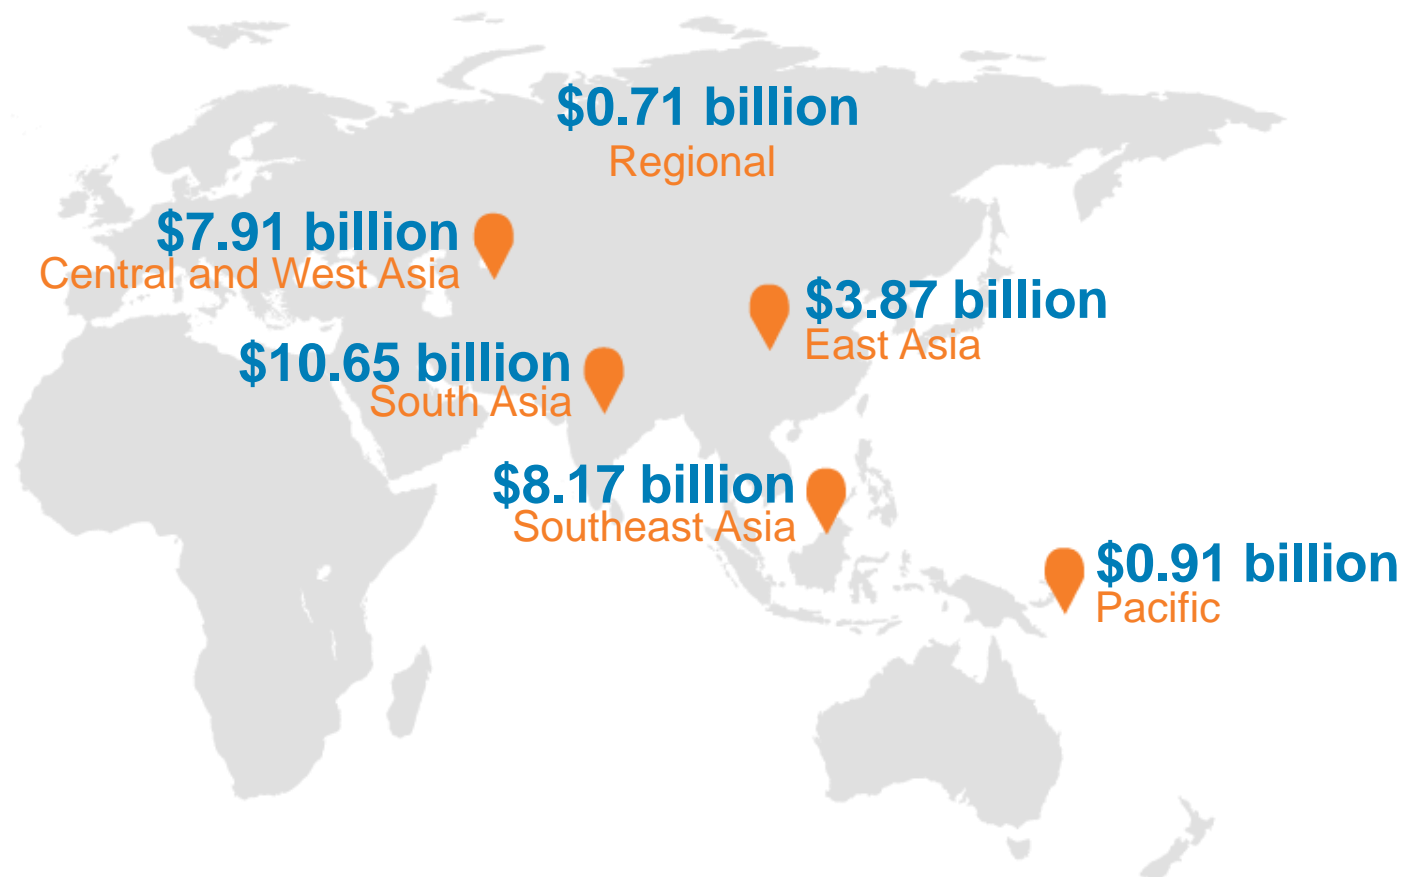 $0.71 billion
Regional
$7.91 billion
Central and West Asia
$3.87 billion
East Asia
$10.65 billion
South Asia
$8.17 billion
Southeast Asia
$0.91 billion
Pacific